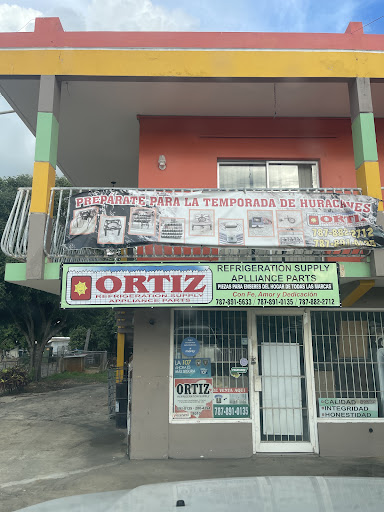 PREPARATE PARA LA TEMPORADA DE HURACANES
ORTIZ
787-882-2712
ORTIZ
REFRIGERATION SUPPLY
APPLIANCE PARTS
REFRIGERATION SUPPLY
APLLIANCE PARTS
PIEZAS PARA ENSERES DEL HOGAR DE TODAS LAS MARCAS
Con Fe, Amor y Dedicación
787-891-5633 787-891-0135 787-882-2712
ORTIZ
787-891-0135
CALIDAD
INTEGRIDAD
HONESTIDAD